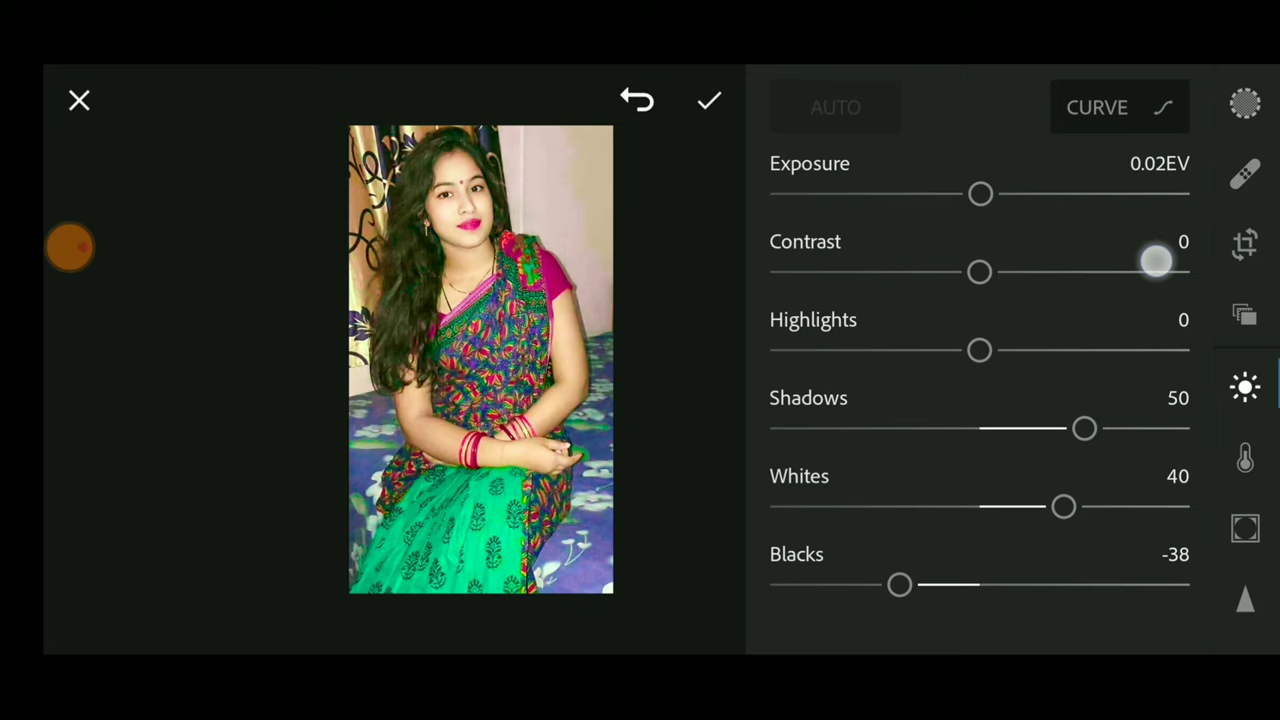 AUTO
CURVE
Exposure 0.02EV
Contrast 0
Highlights 0
Shadows 50
Whites 40
Blacks -38